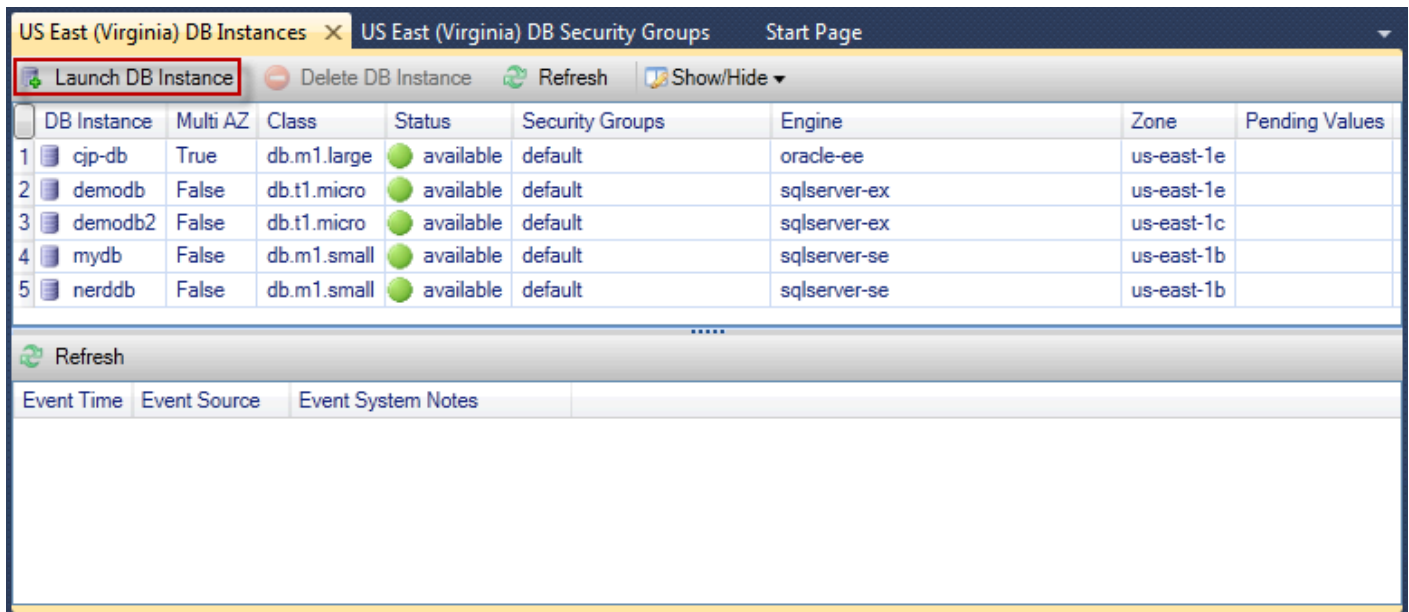 US East (Virginia) DB Instances US East (Virginia) DB Security Groups Start Page
Launch DB Instance Delete DB Instance Refresh Show/Hide
DB Instance Multi AZ Class Status Security Groups Engine Zone Pending Values
1 cjp-db True db.m1.large available default oracle-ee us-east-1e
2 demodb False db.t1.micro available default sqlserver-ex us-east-1e
3 demodb2 False db.t1.micro available default sqlserver-ex us-east-1c
4 mydb False db.m1.small available default sqlserver-se us-east-1b
5 nerddb False db.m1.small available default sqlserver-se us-east-1b
Refresh
Event Time Event Source Event System Notes